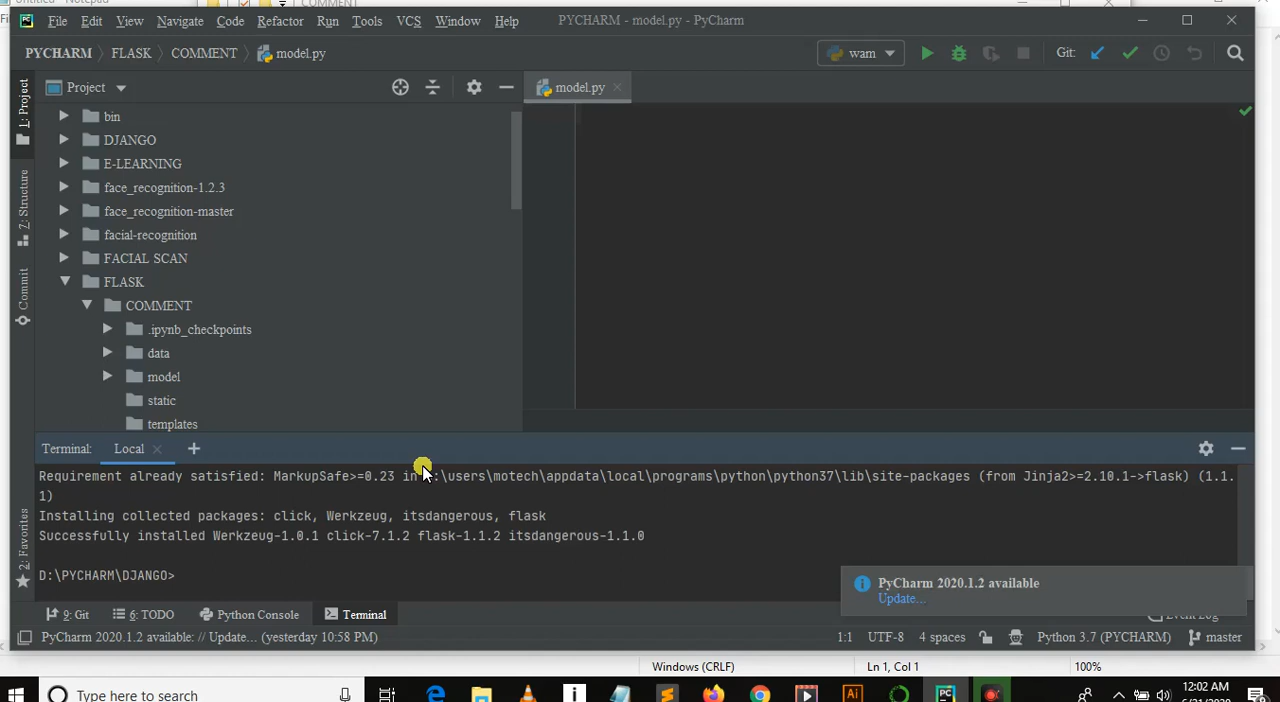 COMMENT
File Edit View Navigate Code Refactor Run Tools VCS Window Help PYCHARM - model.py - PyCharm
PYCHARM FLASK COMMENT model.py wam Git:
1: Project
Project
model.py
bin
DJANGO
E-LEARNING
face_recognition-1.2.3
face_recognition-master
facial-recognition
FACIAL SCAN
FLASK
COMMENT
.ipynb_checkpoints
data
model
static
templates
7: Structure
Commit
2: Favorites
Terminal: Local
Requirement already satisfied: MarkupSafe>=0.23 in :\users\motech\appdata\local\programs\python\python37\lib\site-packages (from Jinja2>=2.10.1->flask) (1.1.
1)
Installing collected packages: click, Werkzeug, itsdangerous, flask
Successfully installed Werkzeug-1.0.1 click-7.1.2 flask-1.1.2 itsdangerous-1.1.0
D:\PYCHARM\DJANGO>
PyCharm 2020.1.2 available
Update...
9: Git 6: TODO Python Console Terminal Event Log
PyCharm 2020.1.2 available: // Update... (yesterday 10:58 PM) 1:1 UTF-8 4 spaces Python 3.7 (PYCHARM) master
Windows (CRLF) Ln 1, Col 1 100%
Type here to search
12:02 AM